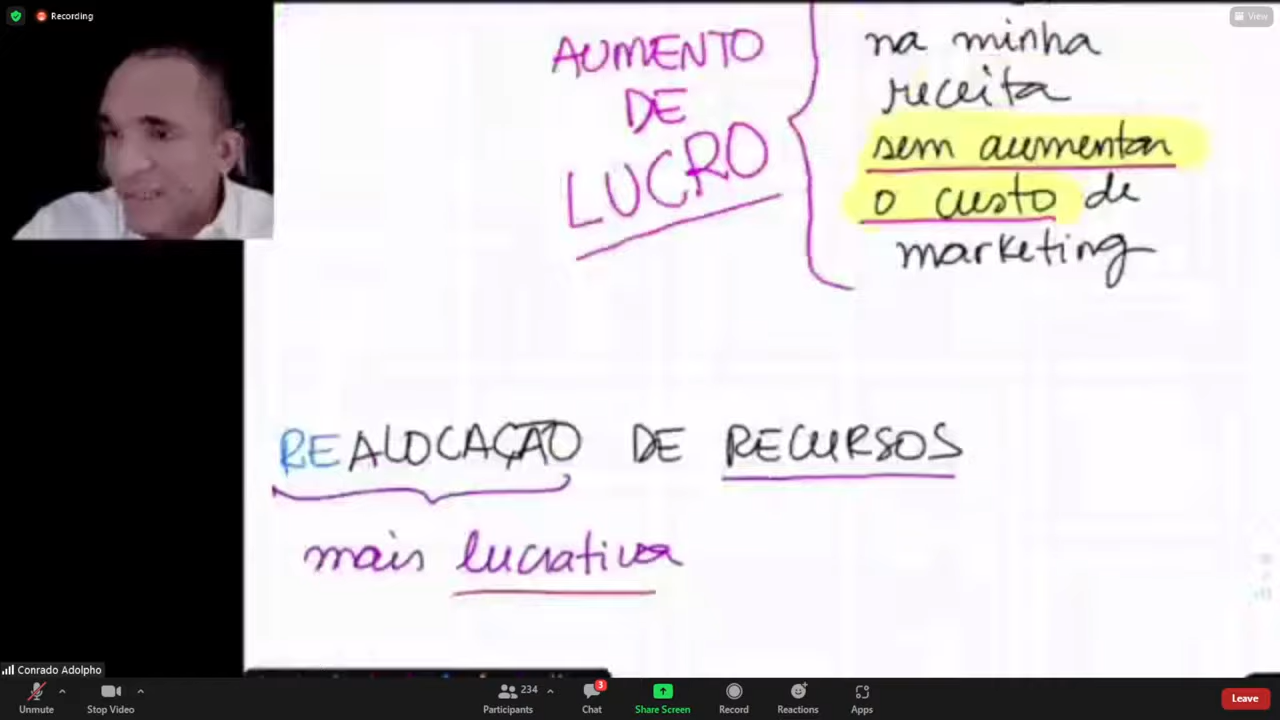 Recording
View
AUMENTO
DE
LUCRO
na minha
receita
sem aumentar
o custo de
marketing
REALOCAÇÃO DE RECURSOS
mais lucrativa
Conrado Adolpho
Unmute
Stop Video
234
Participants
3
Chat
Share Screen
Record
Reactions
Apps
Leave